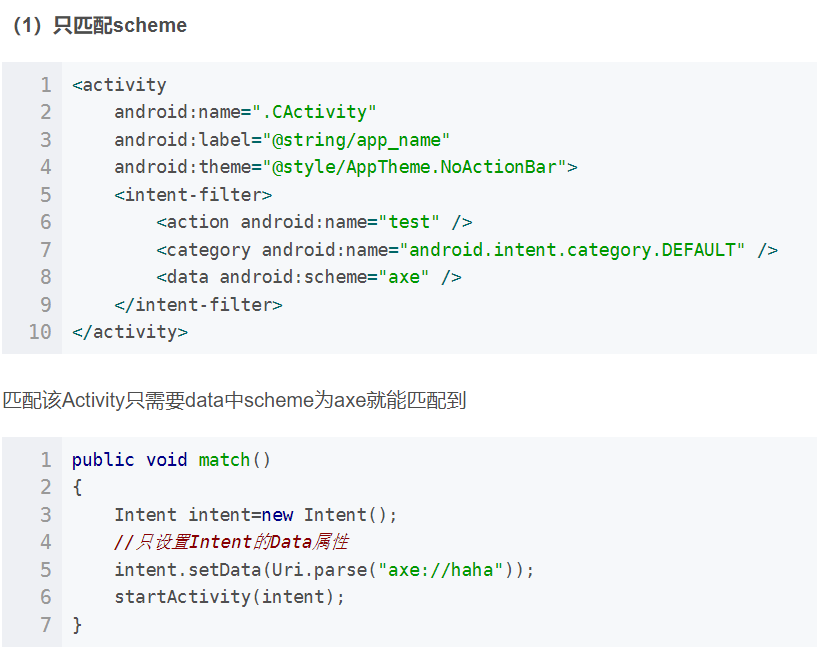 （1）只匹配scheme
1 <activity
2     android:name=".CActivity"
3     android:label="@string/app_name"
4     android:theme="@style/AppTheme.NoActionBar">
5     <intent-filter>
6         <action android:name="test" />
7         <category android:name="android.intent.category.DEFAULT" />
8         <data android:scheme="axe" />
9     </intent-filter>
10 </activity>
匹配该Activity只需要data中scheme为axe就能匹配到
1 public void match()
2 {
3     Intent intent=new Intent();
4     //只设置Intent的Data属性
5     intent.setData(Uri.parse("axe://haha"));
6     startActivity(intent);
7 }